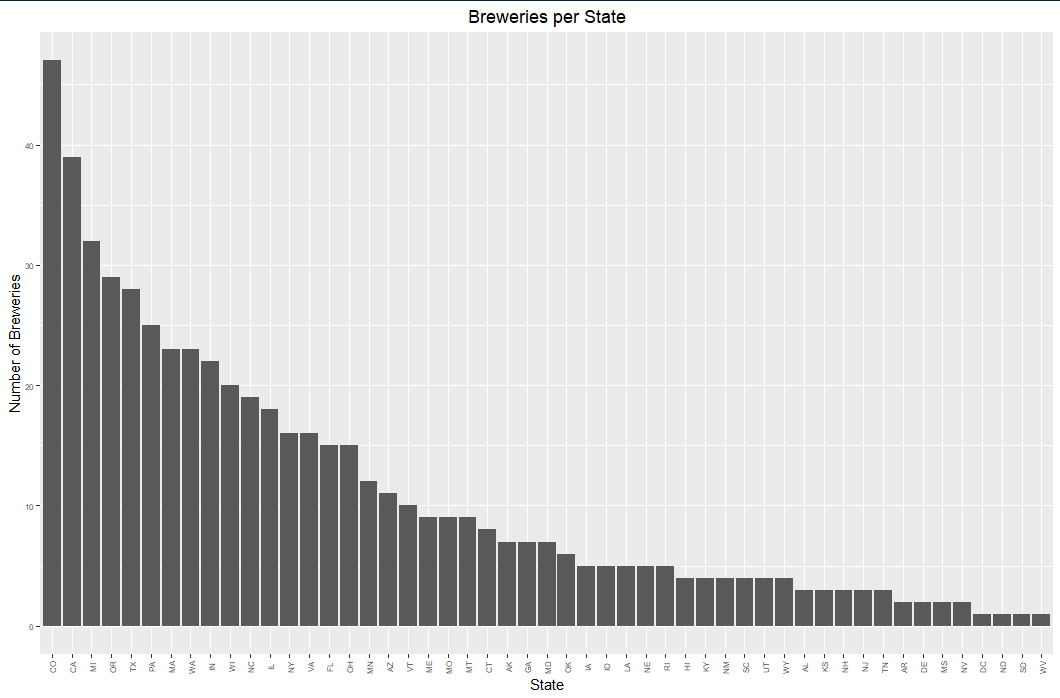 Breweries per State
Number of Breweries
40
30
20
10
0
CO CA MI OR TX PA MA WA IN WI NC IL NY VA FL OH MN AZ VT ME MO MT CT AK GA MD OK IA ID LA NE RI HI KY NM SC UT WY AL KS NH NJ TN AR DE MS NV DC ND SD WV
State